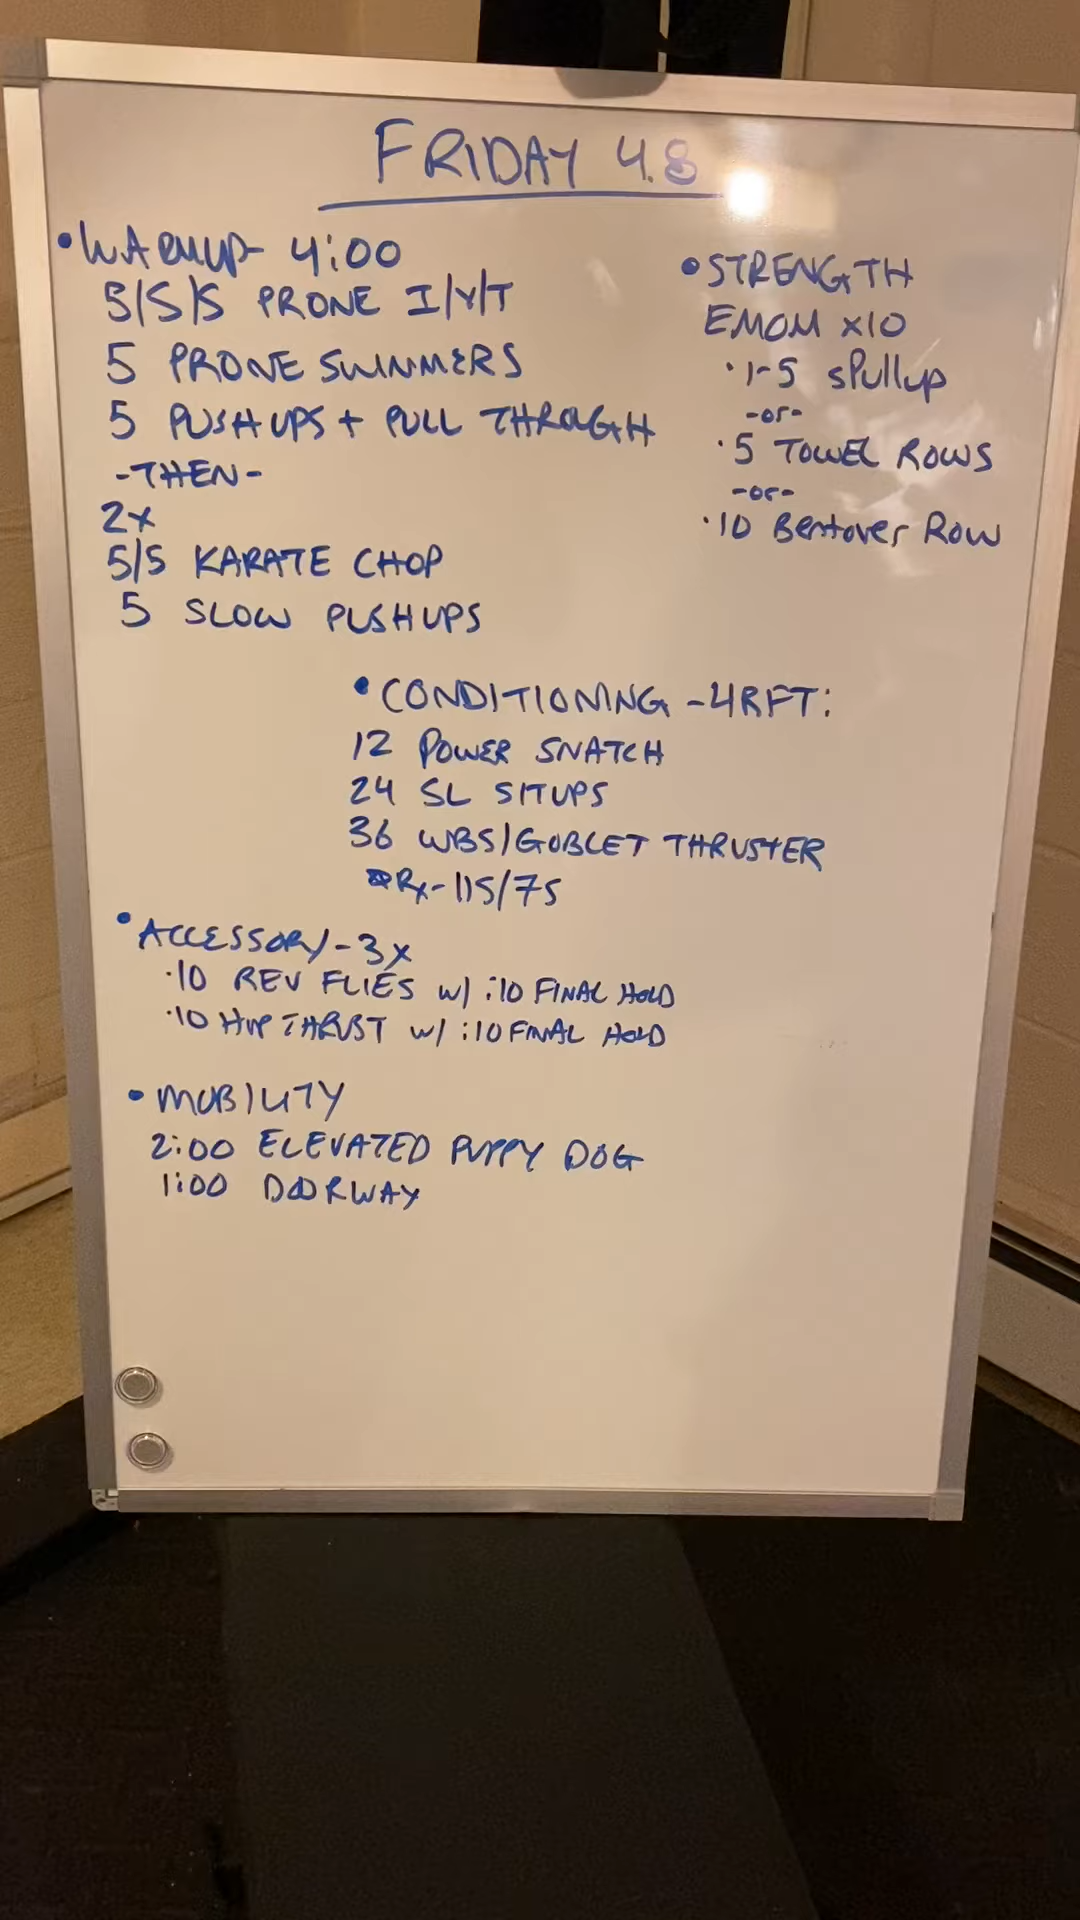 FRIDAY 4.8
• WARMUP - 4:00
5/5/5 PRONE I/Y/T
5 PRONE SWIMMERS
5 PUSHUPS + PULL THROUGH
-THEN-
2x
5/5 KARATE CHOP
5 SLOW PUSHUPS
• STRENGTH
EMOM x10
• 1-5 sPullup
-or-
• 5 TOWEL ROWS
-or-
• 10 Bentover Row
• CONDITIONING - 4RFT:
12 POWER SNATCH
24 SL SITUPS
36 WBS/GOBLET THRUSTER
Rx - 115/75
• ACCESSORY - 3x
• 10 REV FLIES w/ :10 FINAL HOLD
• 10 HIP THRUST w/ :10 FINAL HOLD
• MOBILITY
2:00 ELEVATED PUPPY DOG
1:00 DOORWAY